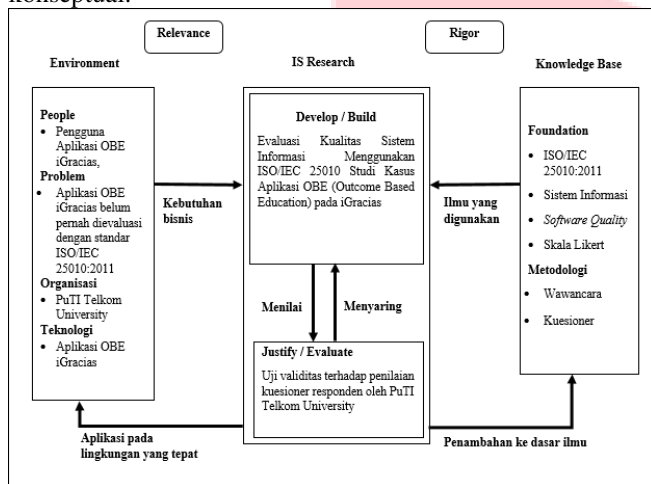 konseptual.
Relevance
Rigor
Environment
IS Research
Knowledge Base
People
• Pengguna
Aplikasi OBE
iGracias,
Problem
• Aplikasi OBE
iGracias belum
pernah dievaluasi
dengan standar
ISO/IEC
25010:2011
Organisasi
• PuTI Telkom
University
Teknologi
• Aplikasi OBE
iGracias
Kebutuhan
bisnis
Develop / Build
Evaluasi Kualitas Sistem
Informasi Menggunakan
ISO/IEC 25010 Studi Kasus
Aplikasi OBE (Outcome Based
Education) pada iGracias
Menilai
Menyaring
Justify / Evaluate
Uji validitas terhadap penilaian
kuesioner responden oleh PuTI
Telkom University
Ilmu yang
digunakan
Foundation
• ISO/IEC
25010:2011
• Sistem Informasi
• Software Quality
• Skala Likert
Metodologi
• Wawancara
• Kuesioner
Aplikasi pada
lingkungan yang tepat
Penambahan ke dasar ilmu